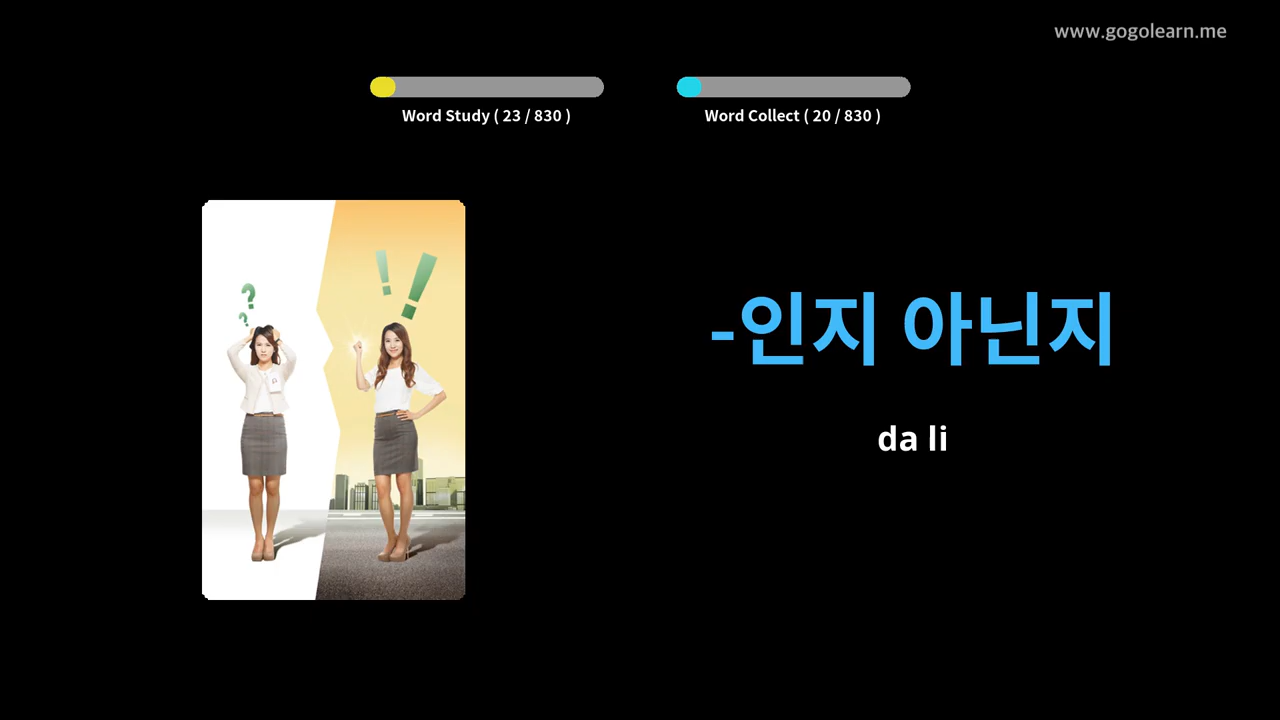 www.gogolearn.me
Word Study ( 23 / 830 )
Word Collect ( 20 / 830 )
? ?
! !
-인지 아닌지
da li